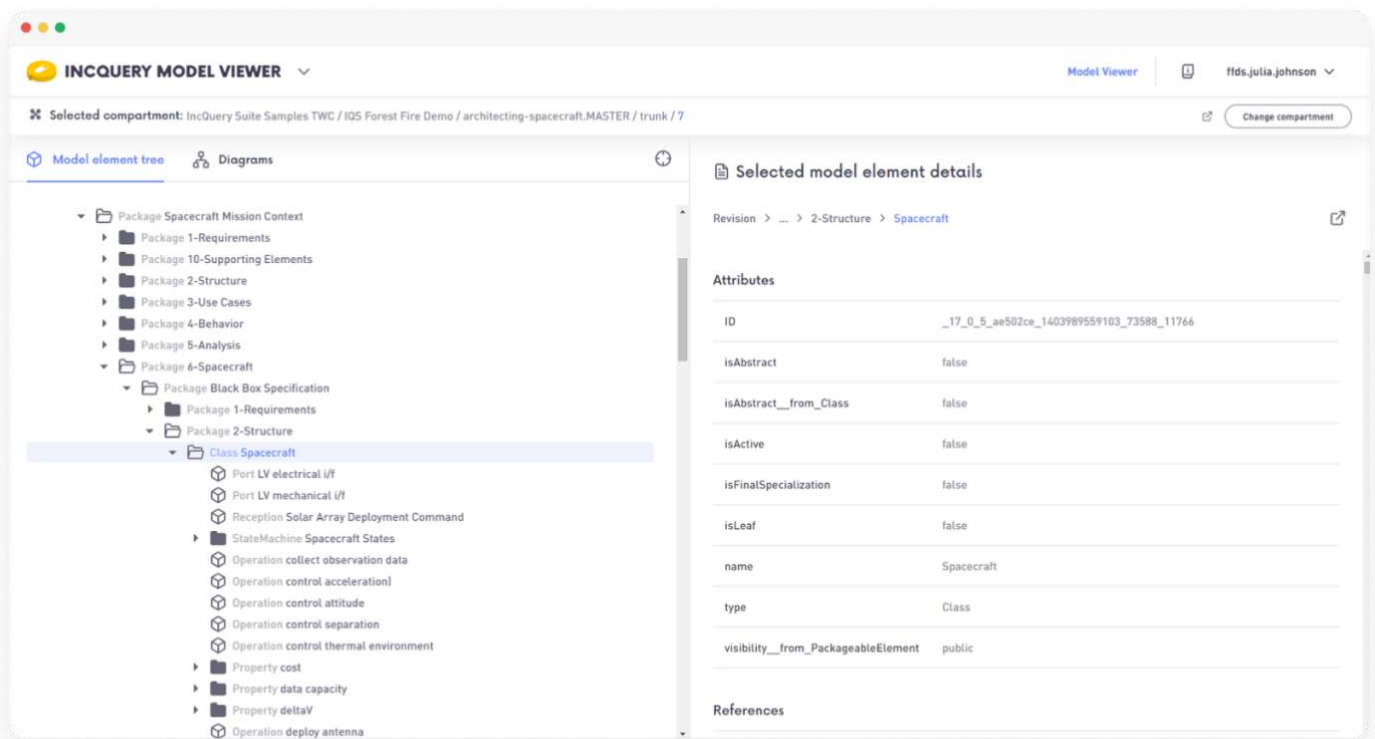 INCQUERY MODEL VIEWER
Model Viewer
ffds.julia.johnson
Selected compartment: IncQuery Suite Samples TWC / IQS Forest Fire Demo / architecting-spacecraft.MASTER / trunk / 7
Change compartment
Model element tree
Diagrams
Package Spacecraft Mission Context
Package 1-Requirements
Package 10-Supporting Elements
Package 2-Structure
Package 3-Use Cases
Package 4-Behavior
Package 5-Analysis
Package 6-Spacecraft
Package Black Box Specification
Package 1-Requirements
Package 2-Structure
Class Spacecraft
Port LV electrical i/f
Port LV mechanical i/f
Reception Solar Array Deployment Command
StateMachine Spacecraft States
Operation collect observation data
Operation control acceleration)
Operation control attitude
Operation control separation
Operation control thermal environment
Property cost
Property data capacity
Property deltaV
Operation deploy antenna
Selected model element details
Revision > ... > 2-Structure > Spacecraft
Attributes
ID _17_0_5_ae502ce_1403989559103_73588_11766
isAbstract false
isAbstract__from_Class false
isActive false
isFinalSpecialization false
isLeaf false
name Spacecraft
type Class
visibility__from_PackageableElement public
References